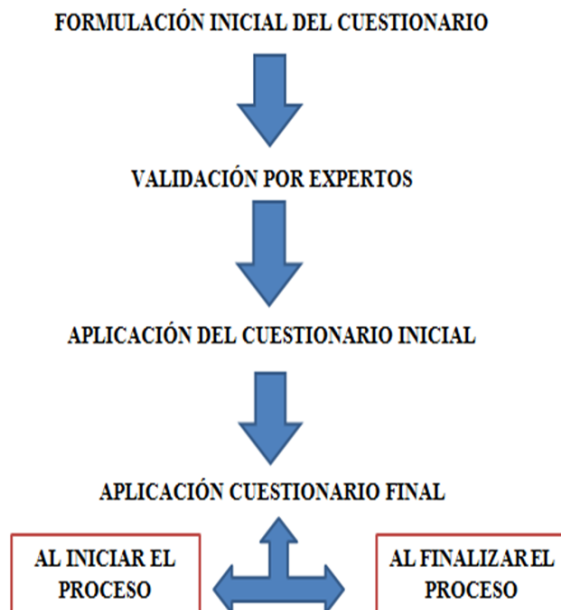 FORMULACIÓN INICIAL DEL CUESTIONARIO
VALIDACIÓN POR EXPERTOS
APLICACIÓN DEL CUESTIONARIO INICIAL
APLICACIÓN CUESTIONARIO FINAL
AL INICIAR EL
PROCESO
AL FINALIZAR EL
PROCESO